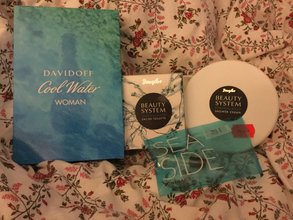 DAVIDOFF
Cool Water
WOMAN
Douglas
BEAUTY
SYSTEM
Douglas
BEAUTY
SYSTEM
SEA
SIDE